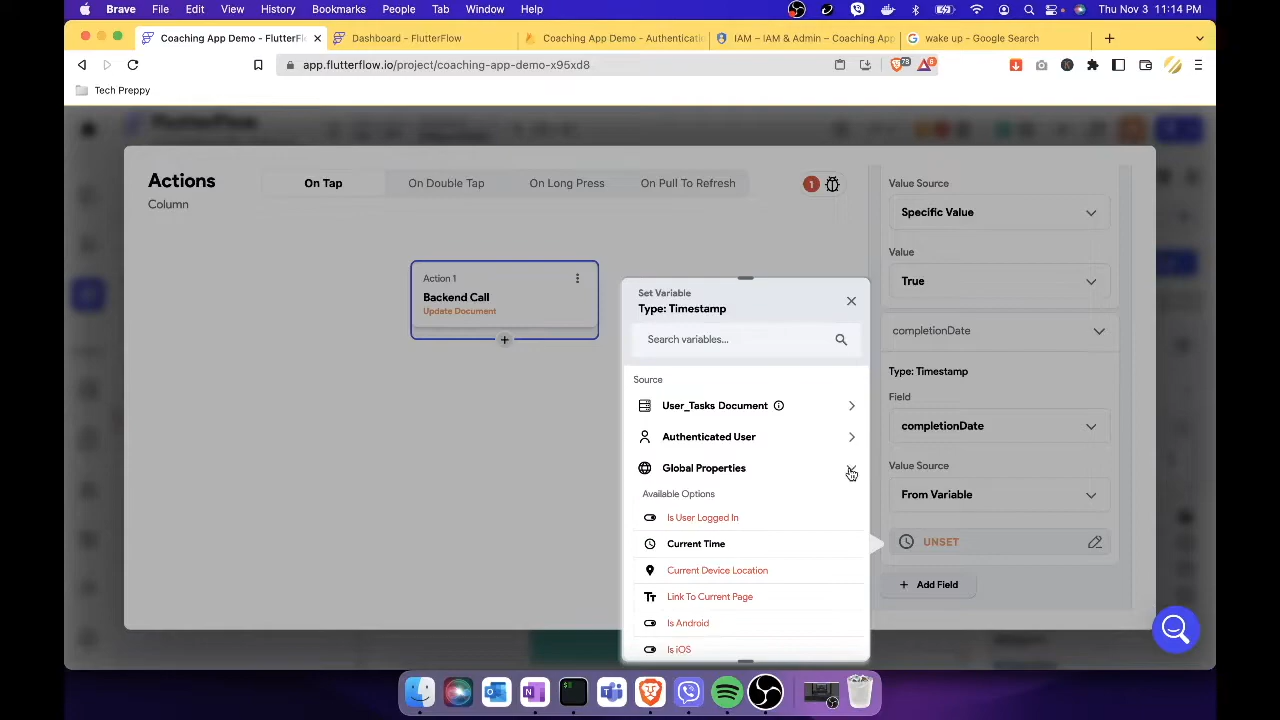 Brave File Edit View History Bookmarks People Tab Window Help Thu Nov 3 11:14 PM
Coaching App Demo - FlutterFl Dashboard - FlutterFlow Coaching App Demo - Authenticati IAM – IAM & Admin – Coaching Ap wake up - Google Search
app.flutterflow.io/project/coaching-app-demo-x95xd8 78 8
Tech Preppy
FlutterFlow
Actions
Column
On Tap On Double Tap On Long Press On Pull To Refresh
1
Action 1
Backend Call
Update Document
Set Variable
Type: Timestamp
Search variables...
Source
User_Tasks Document
Authenticated User
Global Properties
Available Options
Is User Logged In
Current Time
Current Device Location
Link To Current Page
Is Android
Is iOS
Value Source
Specific Value
Value
True
completionDate
Type: Timestamp
Field
completionDate
Value Source
From Variable
UNSET
Add Field